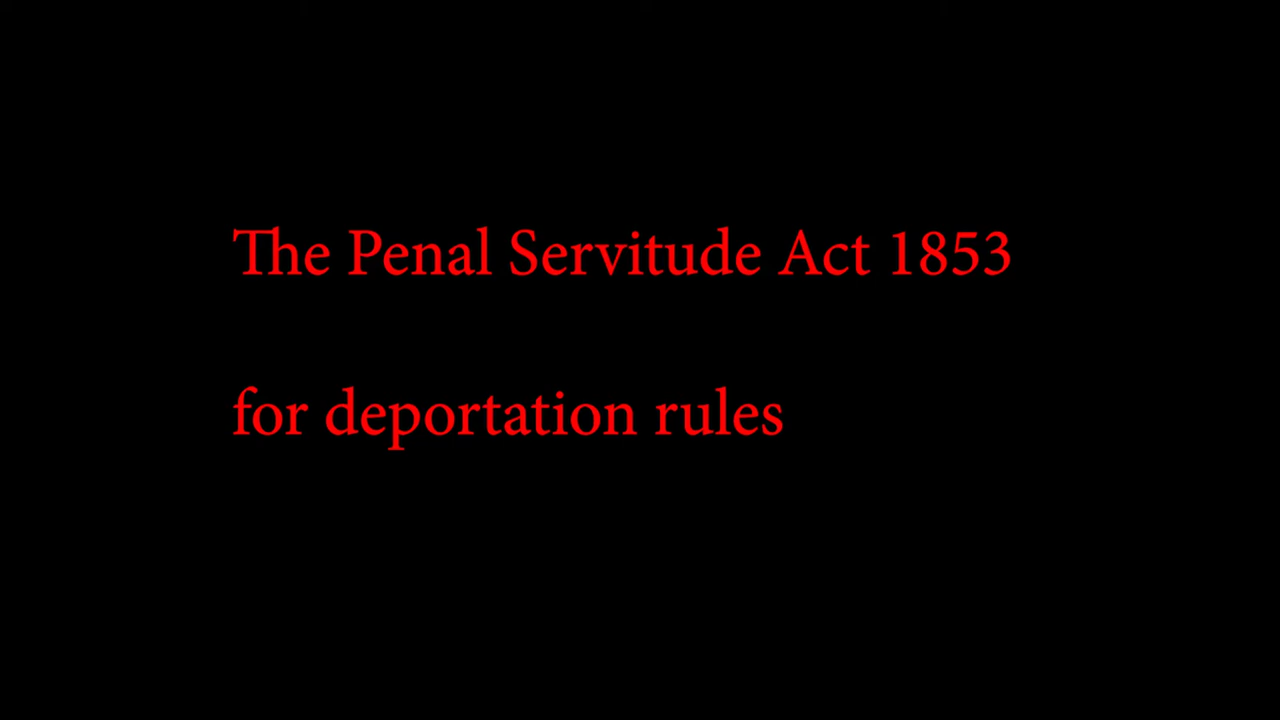 The Penal Servitude Act 1853
for deportation rules